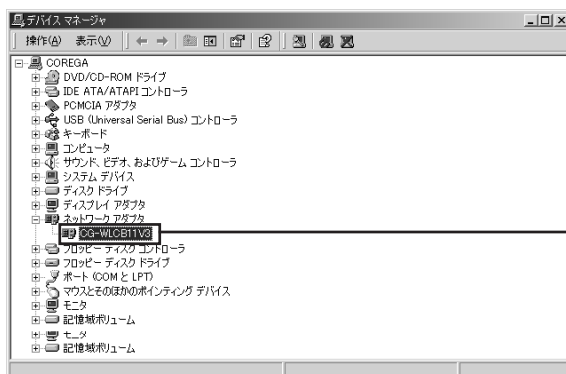 デバイス マネージャ
操作(A) 表示(V)
COREGA
DVD/CD-ROM ドライブ
IDE ATA/ATAPI コントローラ
PCMCIA アダプタ
USB (Universal Serial Bus) コントローラ
キーボード
コンピュータ
サウンド、ビデオ、およびゲーム コントローラ
システム デバイス
ディスク ドライブ
ディスプレイ アダプタ
ネットワーク アダプタ
CG-WLCB11V3
フロッピー ディスク コントローラ
フロッピー ディスク ドライブ
ポート (COM と LPT)
マウスとそのほかのポインティング デバイス
モニタ
記憶域ボリューム
モニタ
記憶域ボリューム